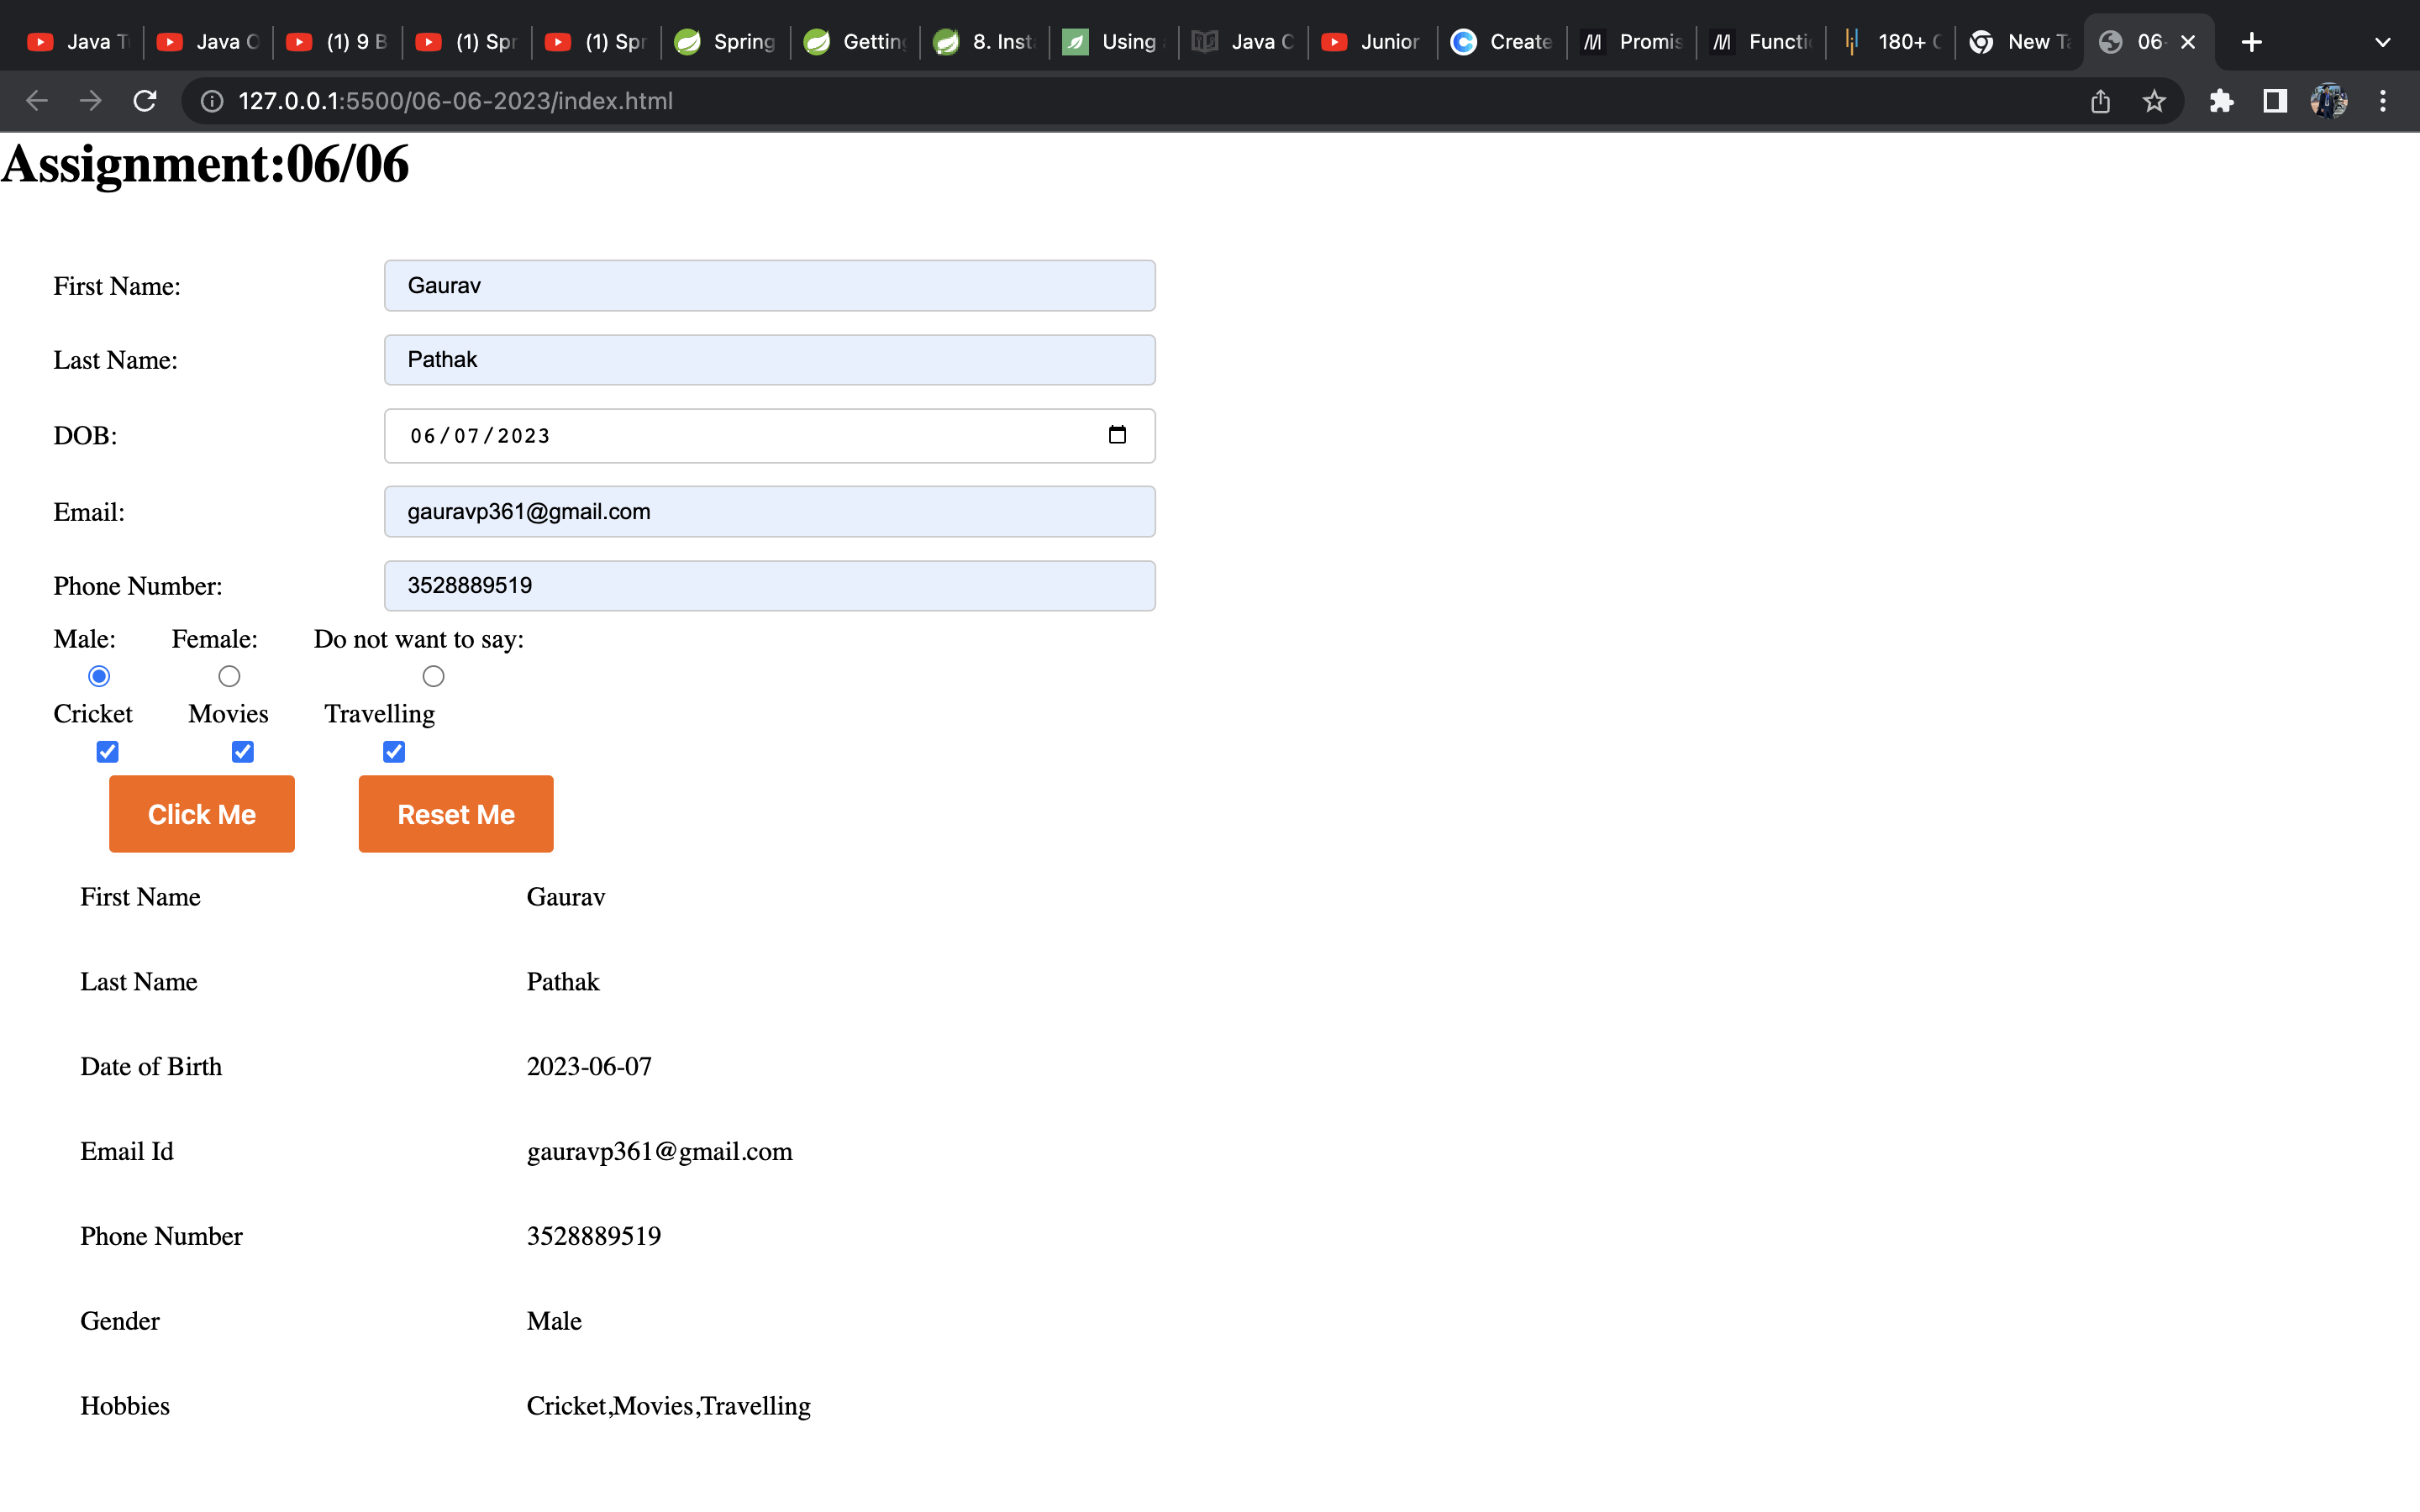 Java T Java O (1) 9 B (1) Spr (1) Spr Spring Getting 8. Inst Using Java C Junior Create Promis Functi 180+ New Ta 06-
127.0.0.1:5500/06-06-2023/index.html
Assignment:06/06
First Name: Gaurav
Last Name: Pathak
DOB: 06/07/2023
Email: gauravp361@gmail.com
Phone Number: 3528889519
Male: Female: Do not want to say:
Cricket Movies Travelling
Click Me Reset Me
First Name Gaurav
Last Name Pathak
Date of Birth 2023-06-07
Email Id gauravp361@gmail.com
Phone Number 3528889519
Gender Male
Hobbies Cricket,Movies,Travelling